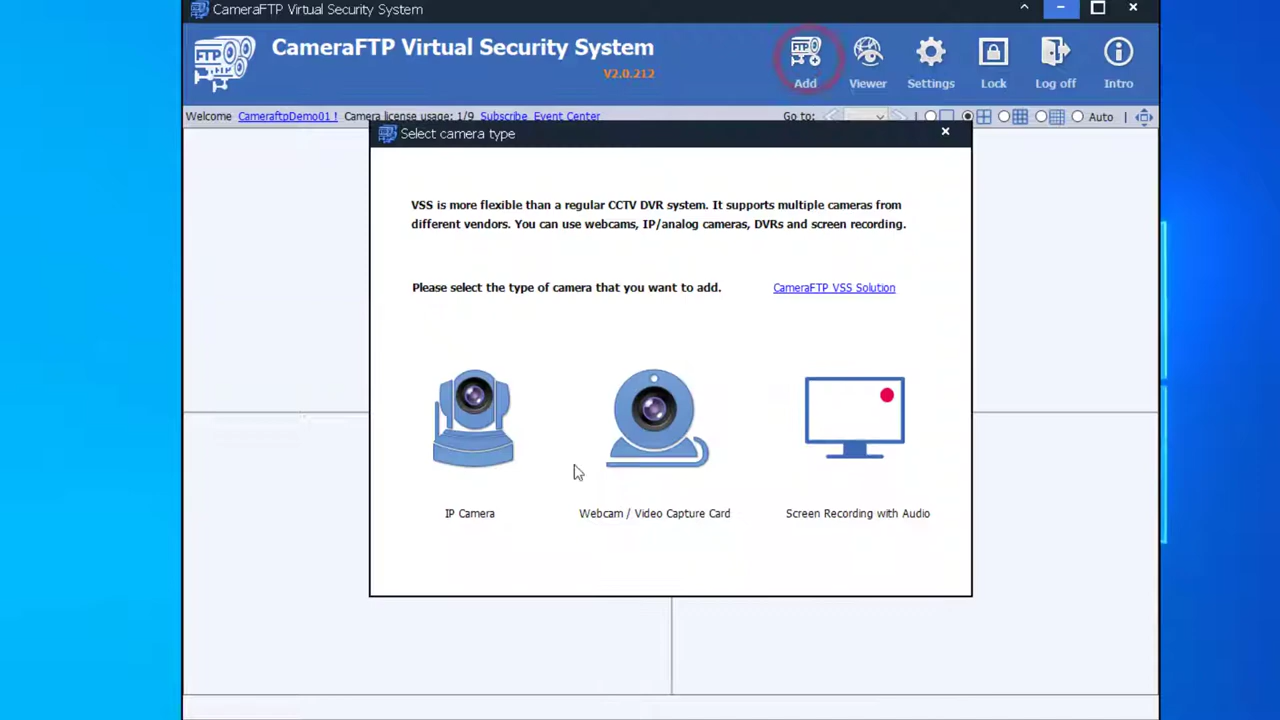 CameraFTP Virtual Security System
FTP
CameraFTP Virtual Security System
V2.0.212
FTP
Add
Viewer
Settings
Lock
Log off
Intro
Welcome CameraftpDemo01 ! Camera license usage: 1/9 Subscribe Event Center Go to: Auto
Select camera type
VSS is more flexible than a regular CCTV DVR system. It supports multiple cameras from
different vendors. You can use webcams, IP/analog cameras, DVRs and screen recording.
Please select the type of camera that you want to add. CameraFTP VSS Solution
IP Camera
Webcam / Video Capture Card
Screen Recording with Audio